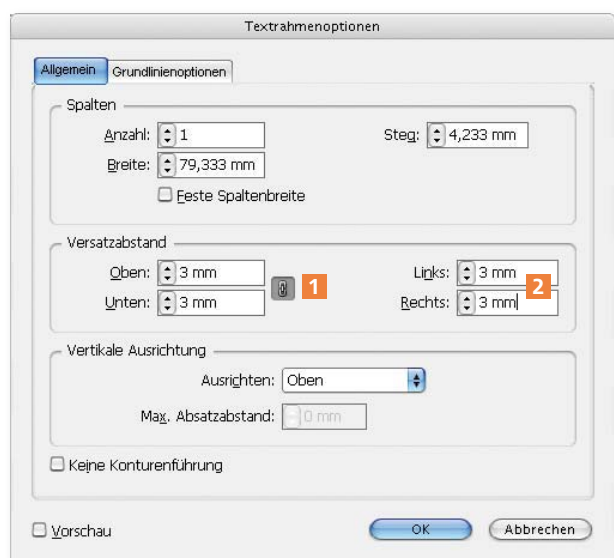 Textrahmenoptionen
Allgemein Grundlinienoptionen
Spalten
Anzahl: 1 Steg: 4,233 mm
Breite: 79,333 mm
Feste Spaltenbreite
Versatzabstand
Oben: 3 mm 1 Links: 3 mm 2
Unten: 3 mm Rechts: 3 mm
Vertikale Ausrichtung
Ausrichten: Oben
Max. Absatzabstand: 0 mm
Keine Konturenführung
Vorschau OK Abbrechen